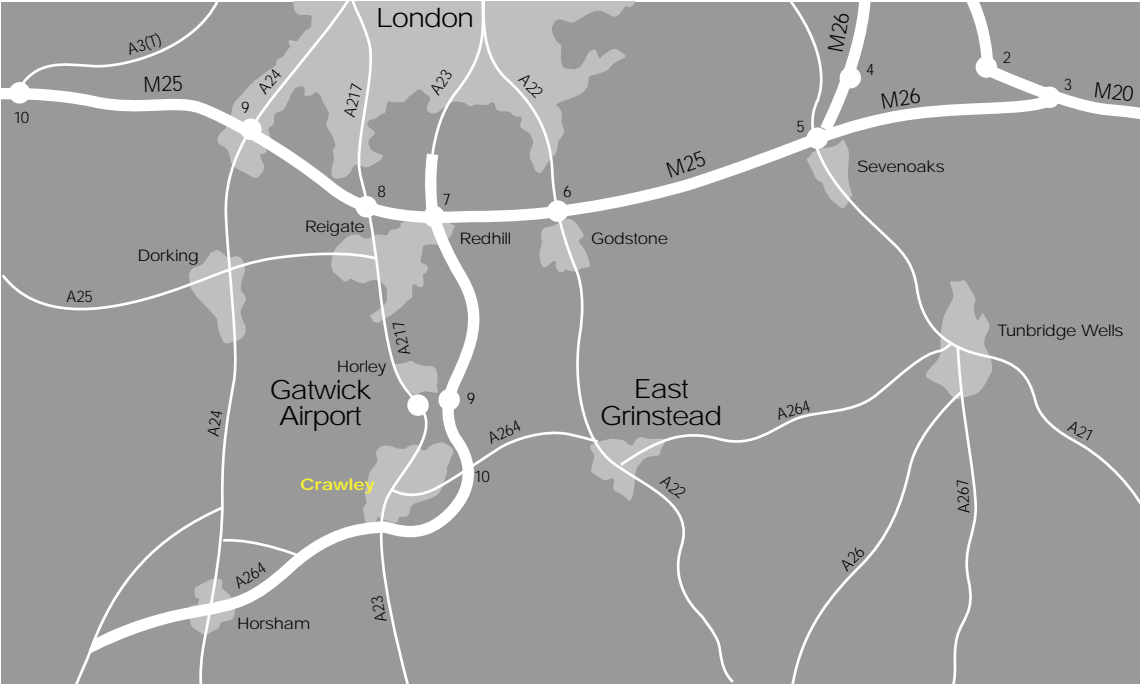 London
M26
A3(T)
A24
A217
A23
A22
M25
2
4
3
M20
M26
9
10
5
M25
Sevenoaks
8
7
6
Reigate
Redhill
Godstone
Dorking
A25
A217
Tunbridge Wells
Horley
Gatwick
Airport
9
East
Grinstead
A264
A24
A264
A21
Crawley
10
A22
A267
A26
A264
A23
Horsham